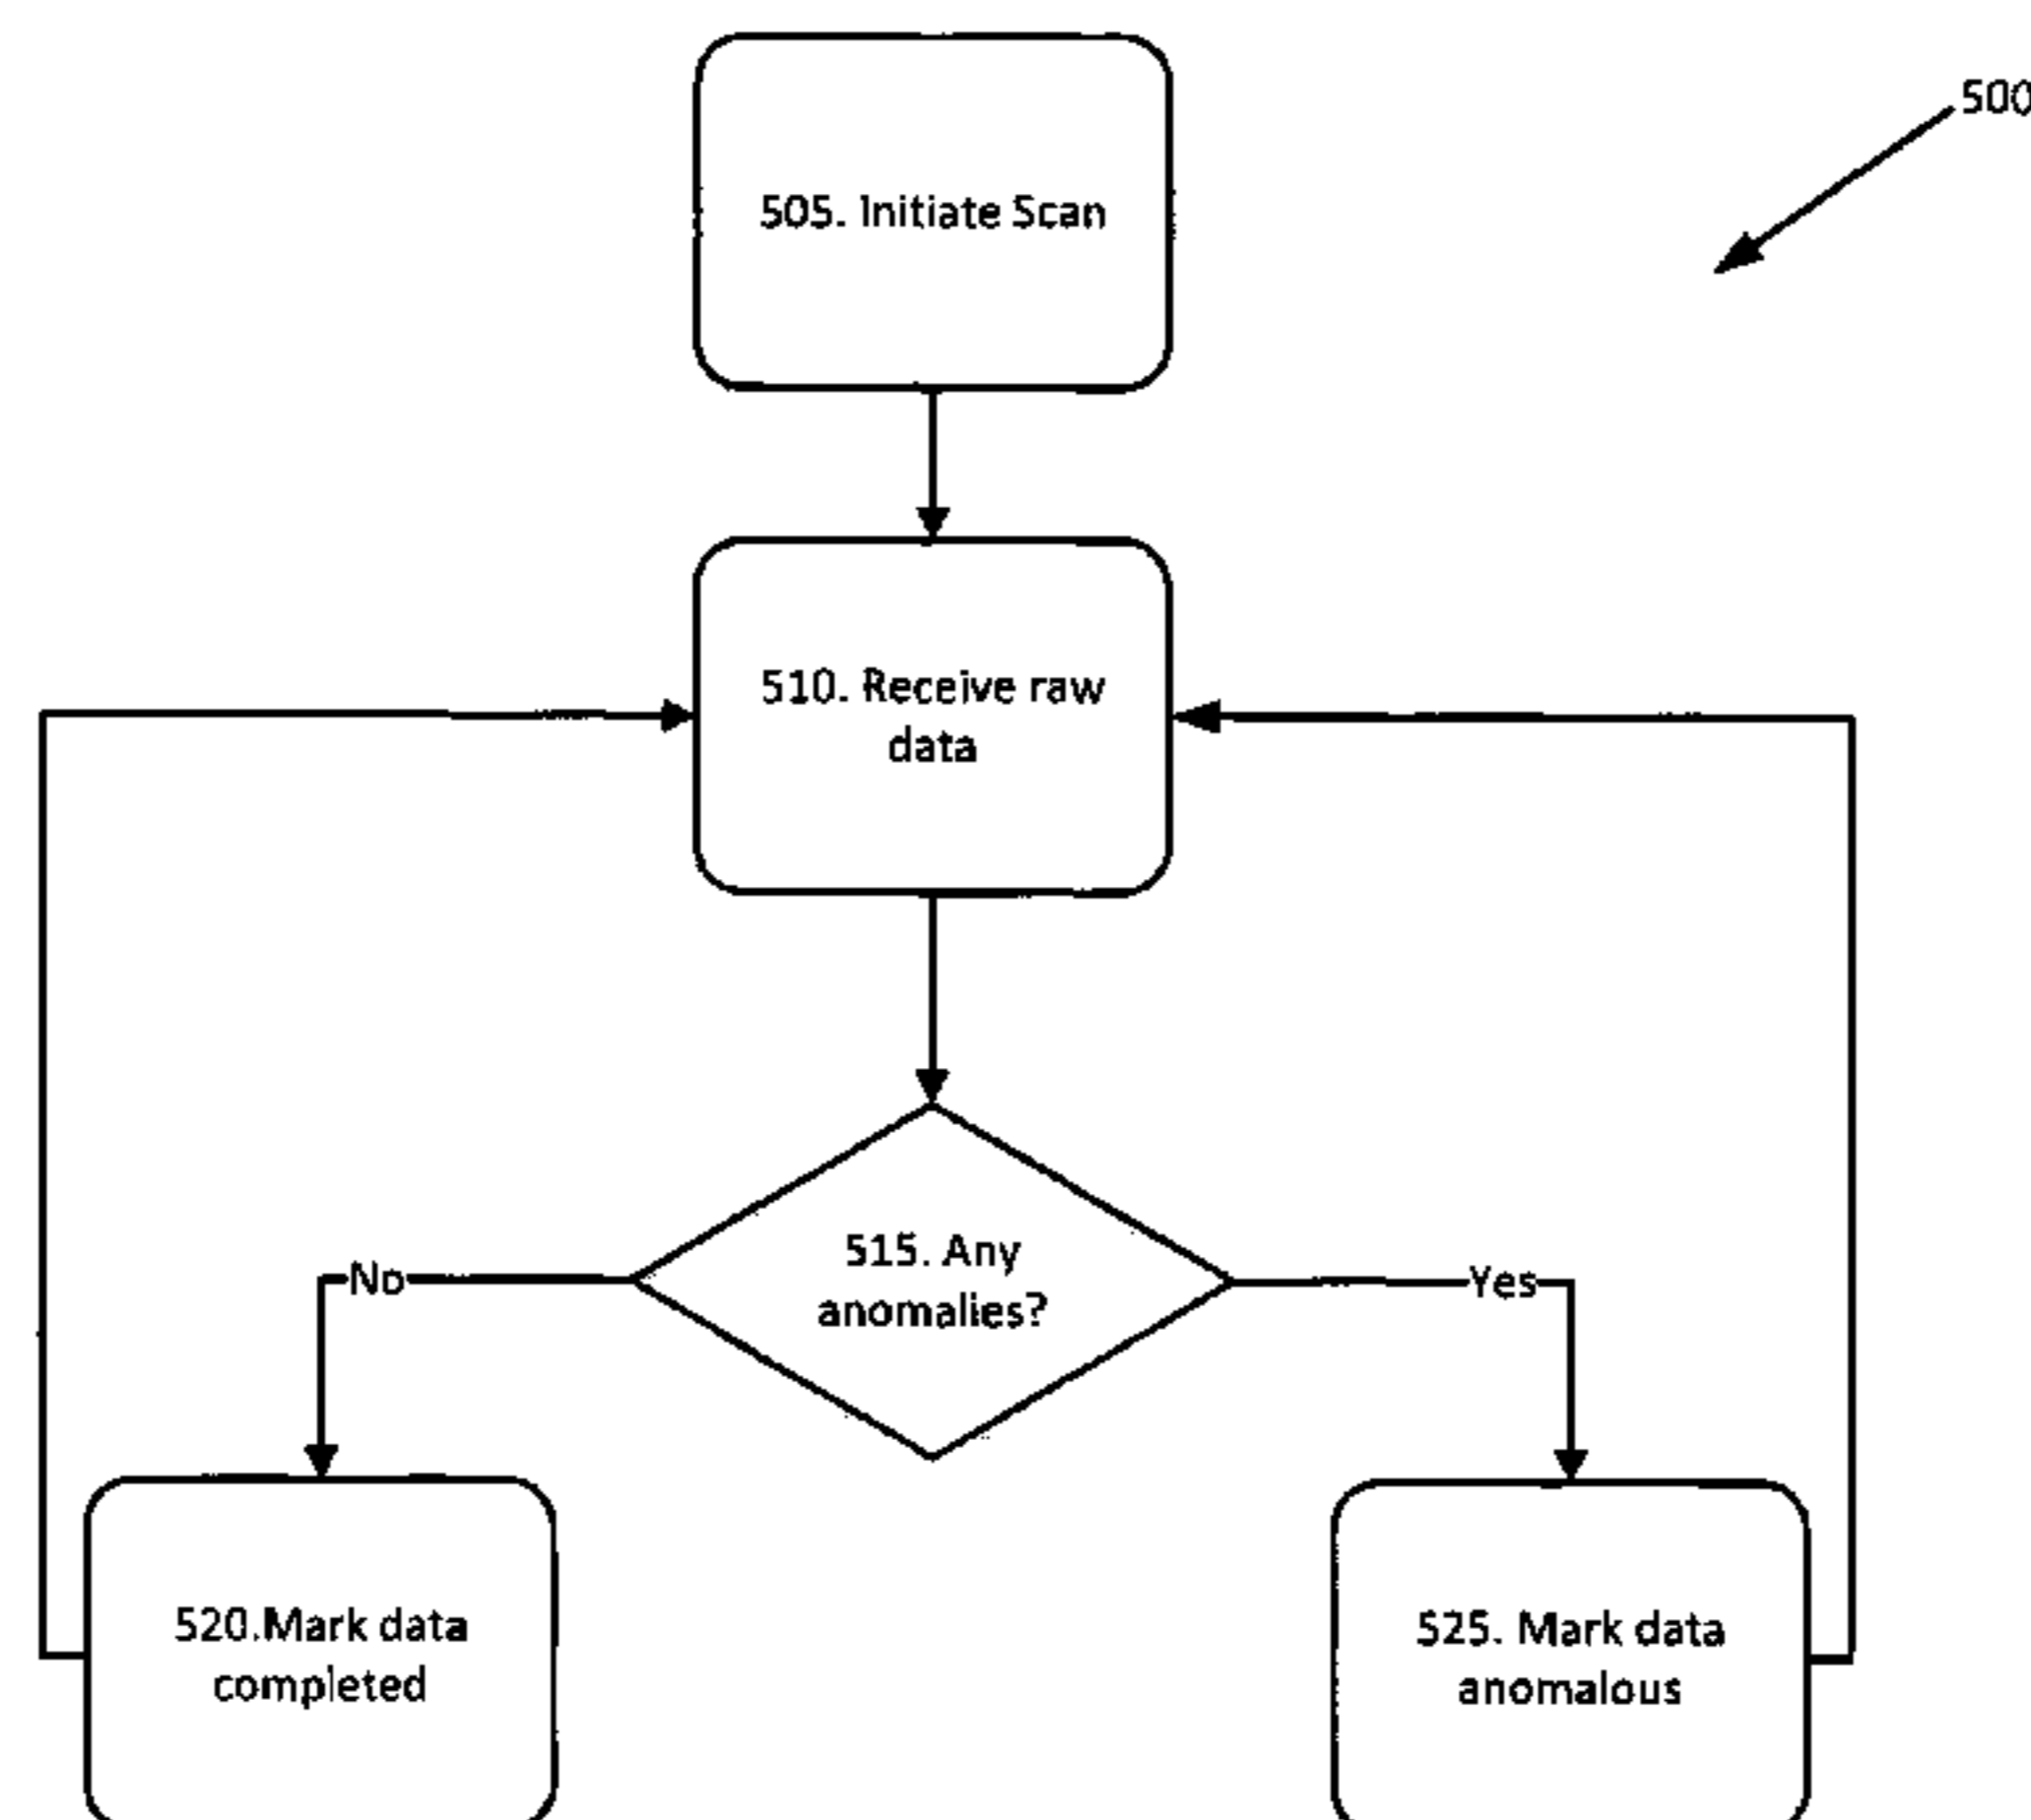 500
505. Initiate Scan
510. Receive raw
data
515. Any
anomalies?
No
Yes
520.Mark data
completed
525. Mark data
anomalous